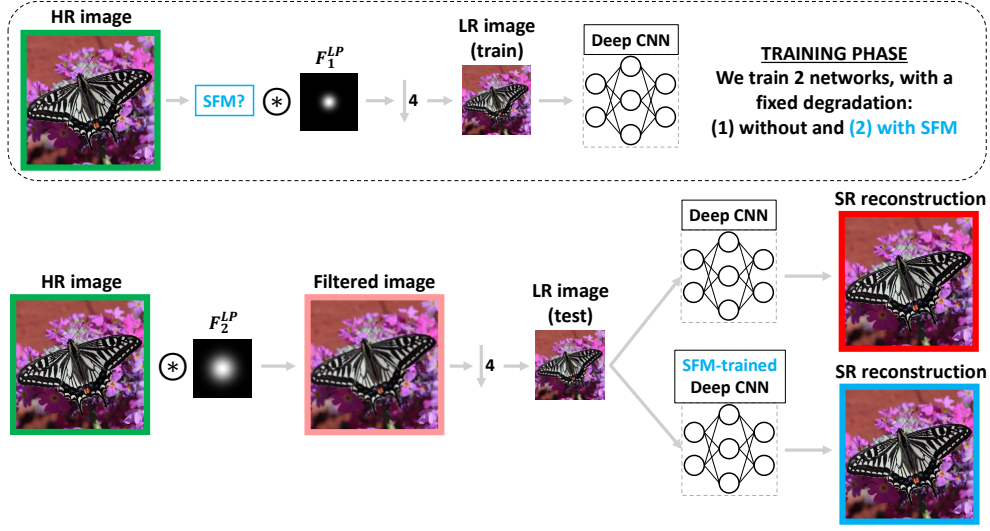 HR image
SFM?
⊛
F₁ᴸᴾ
4
LR image
(train)
Deep CNN
TRAINING PHASE
We train 2 networks, with a
fixed degradation:
(1) without and (2) with SFM
HR image
⊛
F₂ᴸᴾ
Filtered image
4
LR image
(test)
Deep CNN
SR reconstruction
SFM-trained
Deep CNN
SR reconstruction